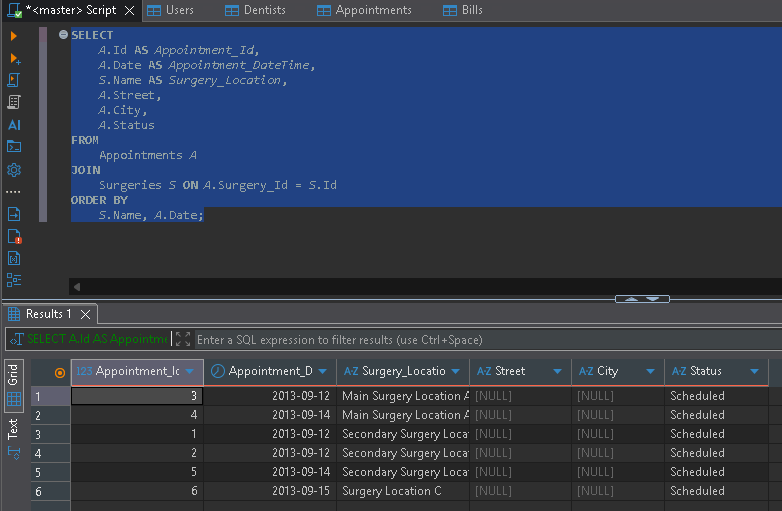 *<master> Script
Users
Dentists
Appointments
Bills
SELECT
A.Id AS Appointment_Id,
A.Date AS Appointment_DateTime,
S.Name AS Surgery_Location,
A.Street,
A.City,
A.Status
FROM
Appointments A
JOIN
Surgeries S ON A.Surgery_Id = S.Id
ORDER BY
S.Name, A.Date;
AI
Results 1
SELECT A.Id AS Appointme
Enter a SQL expression to filter results (use Ctrl+Space)
Grid
Text
123 Appointment_Ic
Appointment_D
A-Z Surgery_Locatio
A-Z Street
A-Z City
A-Z Status
1 3 2013-09-12 Main Surgery Location A [NULL] [NULL] Scheduled
2 4 2013-09-14 Main Surgery Location A [NULL] [NULL] Scheduled
3 1 2013-09-12 Secondary Surgery Loca [NULL] [NULL] Scheduled
4 2 2013-09-12 Secondary Surgery Loca [NULL] [NULL] Scheduled
5 5 2013-09-14 Secondary Surgery Loca [NULL] [NULL] Scheduled
6 6 2013-09-15 Surgery Location C [NULL] [NULL] Scheduled